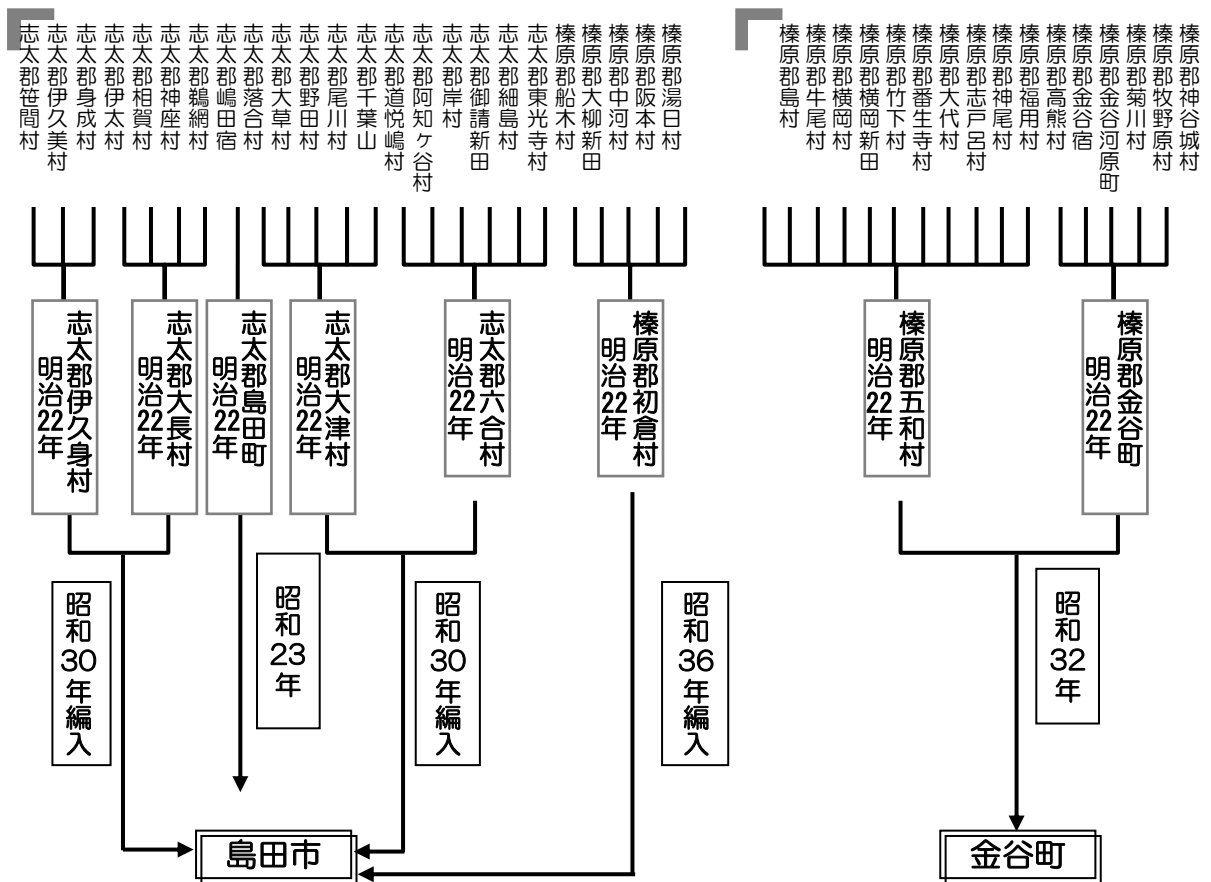 志太郡笹間村
志太郡伊久美村
志太郡身成村
志太郡伊太村
志太郡相賀村
志太郡神座村
志太郡鵜網村
志太郡嶋田宿
志太郡落合村
志太郡大草村
志太郡野田村
志太郡尾川村
志太郡千葉山
志太郡道悦嶋村
志太郡阿知ヶ谷村
志太郡岸村
志太郡御請新田
志太郡細島村
志太郡東光寺村
榛原郡船木村
榛原郡大柳新田
榛原郡中河村
榛原郡阪本村
榛原郡湯日村
榛原郡島村
榛原郡牛尾村
榛原郡横岡村
榛原郡横岡新田
榛原郡竹下村
榛原郡番生寺村
榛原郡大代村
榛原郡志戸呂村
榛原郡神尾村
榛原郡福用村
榛原郡高熊村
榛原郡金谷宿
榛原郡金谷河原町
榛原郡菊川村
榛原郡牧野原村
榛原郡神谷城村
志太郡伊久身村
明治22年
志太郡大長村
明治22年
志太郡島田町
明治22年
志太郡大津村
明治22年
志太郡六合村
明治22年
榛原郡初倉村
明治22年
榛原郡五和村
明治22年
榛原郡金谷町
明治22年
昭和30年編入
昭和23年
昭和30年編入
昭和36年編入
昭和32年
島田市
金谷町